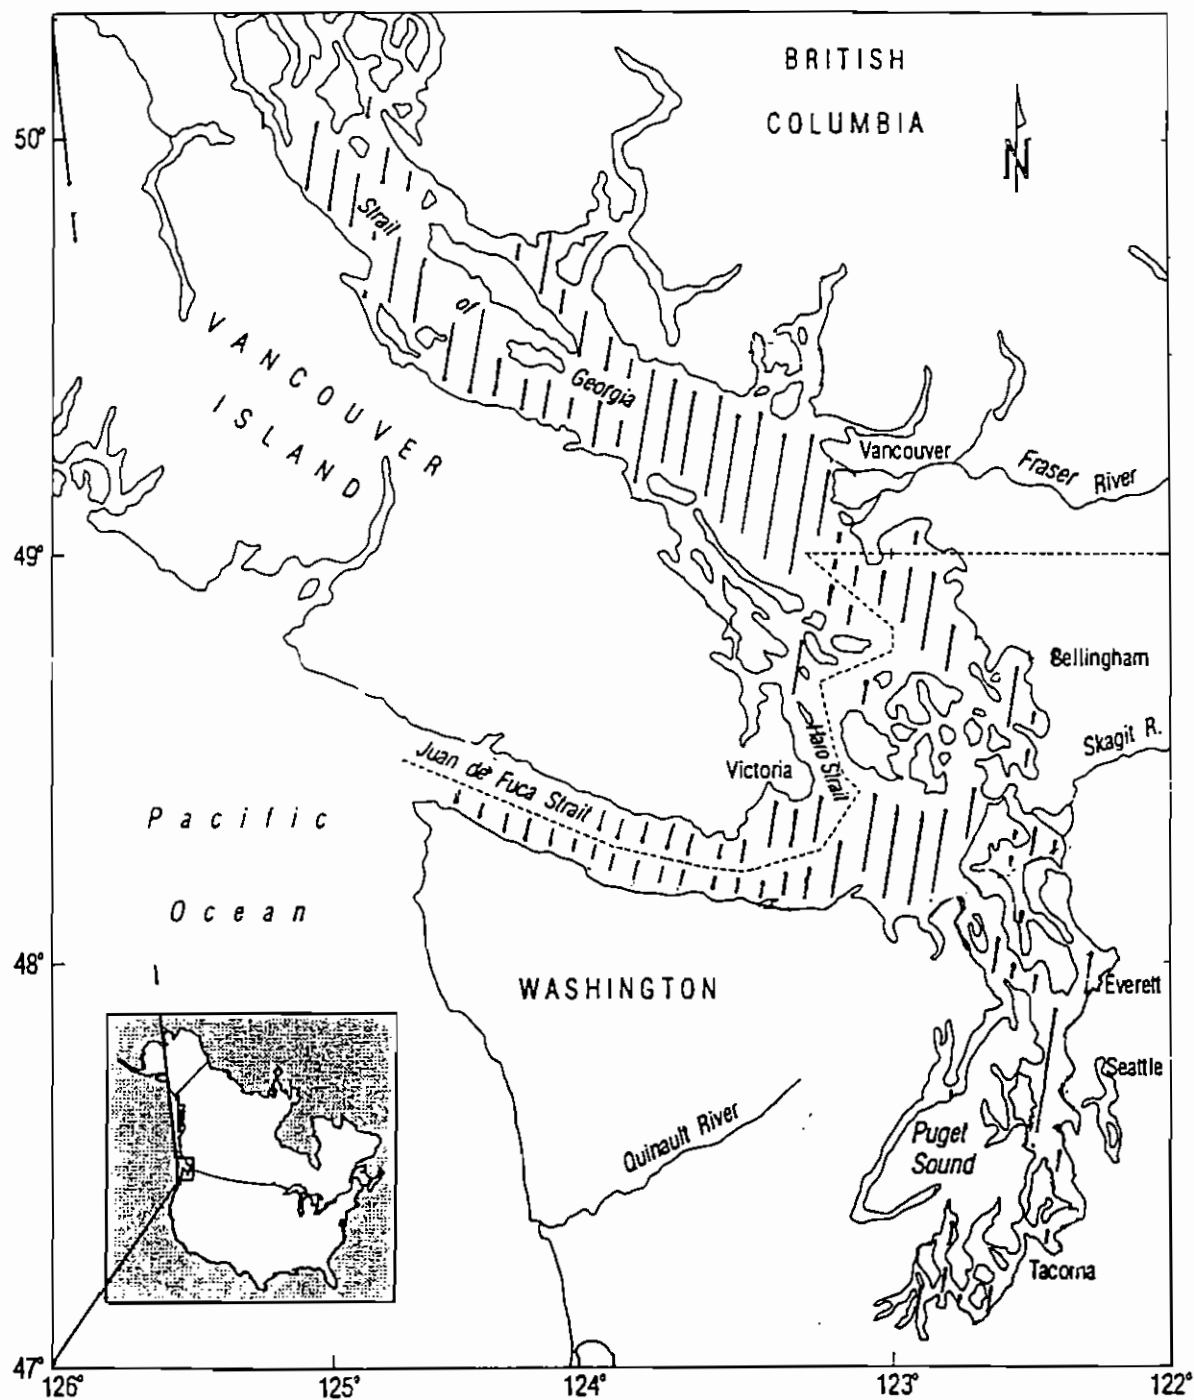 BRITISH
COLUMBIA
N
50°
Strait
of
Georgia
VANCOUVER
ISLAND
Vancouver
Fraser River
49°
Bellingham
Skagit R.
Haro Strait
Victoria
Juan de Fuca Strait
Pacific
Ocean
48°
WASHINGTON
Everett
Seattle
Quinault River
Puget
Sound
Tacoma
47°
126° 125° 124° 123° 122°